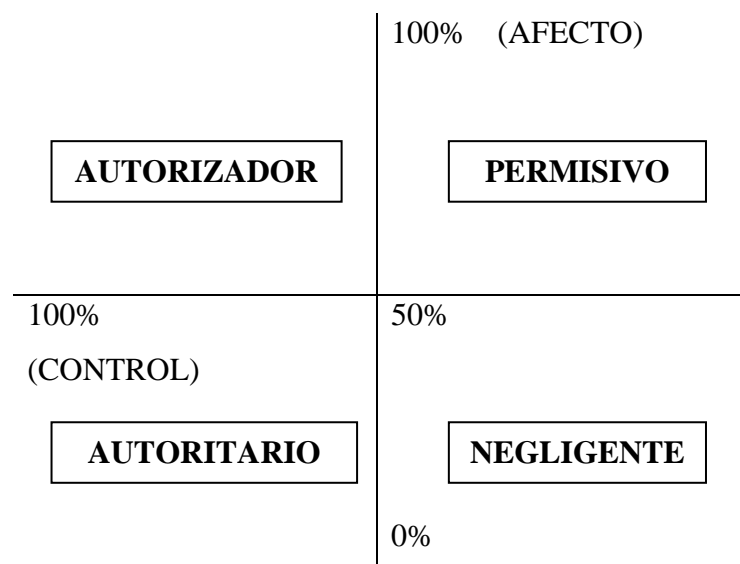 100% (AFECTO)
AUTORIZADOR
PERMISIVO
100%
50%
(CONTROL)
AUTORITARIO
NEGLIGENTE
0%